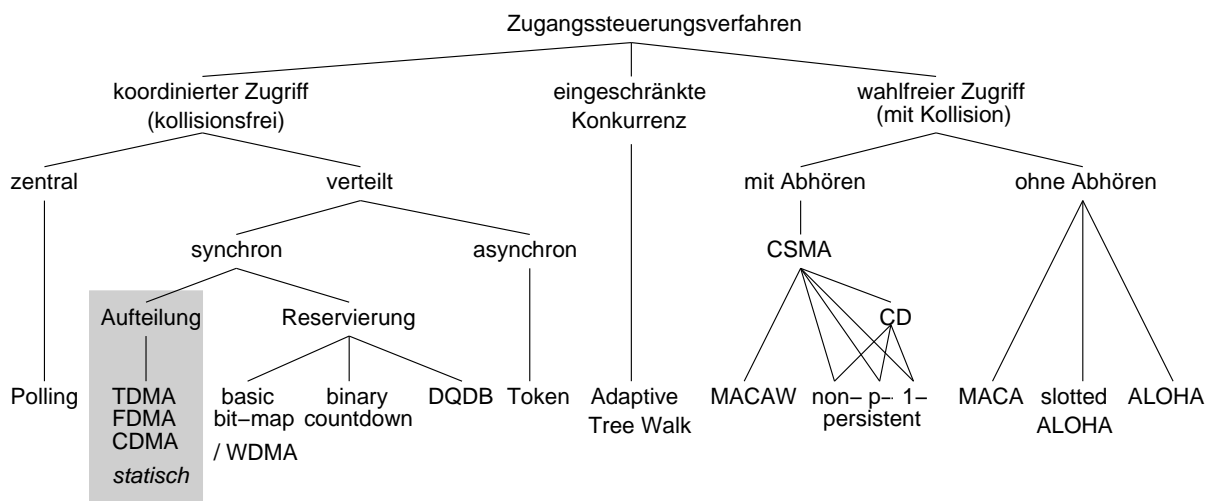 Zugangssteuerungsverfahren
koordinierter Zugriff
(kollisionsfrei)
eingeschränkte
Konkurrenz
wahlfreier Zugriff
(mit Kollision)
zentral
verteilt
mit Abhören
ohne Abhören
synchron
asynchron
CSMA
Aufteilung
Reservierung
CD
Polling
TDMA
FDMA
CDMA
statisch
basic
bit−map
/ WDMA
binary
countdown
DQDB
Token
Adaptive
Tree Walk
MACAW
non− p− 1−
persistent
MACA
slotted
ALOHA
ALOHA